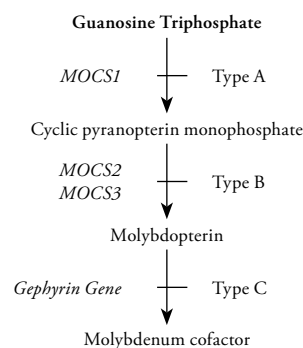 Guanosine Triphosphate
MOCS1 Type A
Cyclic pyranopterin monophosphate
MOCS2
MOCS3 Type B
Molybdopterin
Gephyrin Gene Type C
Molybdenum cofactor